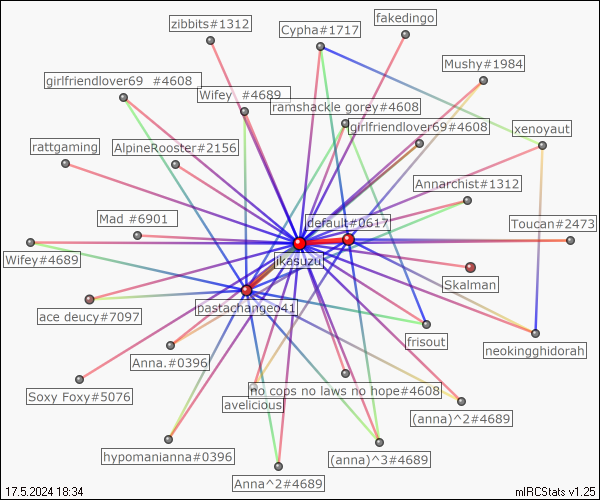 fakedingo
zibbits#1312
Cypha#1717
Mushy#1984
girlfriendlover69 #4608
Wifey #4689
ramshackle gorey#4608
girlfriendlover69#4608
xenoyaut
rattgaming
AlpineRooster#2156
Annarchist#1312
Mad #6901
default#0617
Toucan#2473
Wifey#4689
ikasuzu
Skalman
pastachangeo41
ace deucy#7097
frisout
neokingghidorah
Anna.#0396
Soxy Foxy#5076
no cops no laws no hope#4608
avelicious
(anna)^2#4689
hypomanianna#0396
(anna)^3#4689
Anna^2#4689
17.5.2024 18:34
mIRCStats v1.25